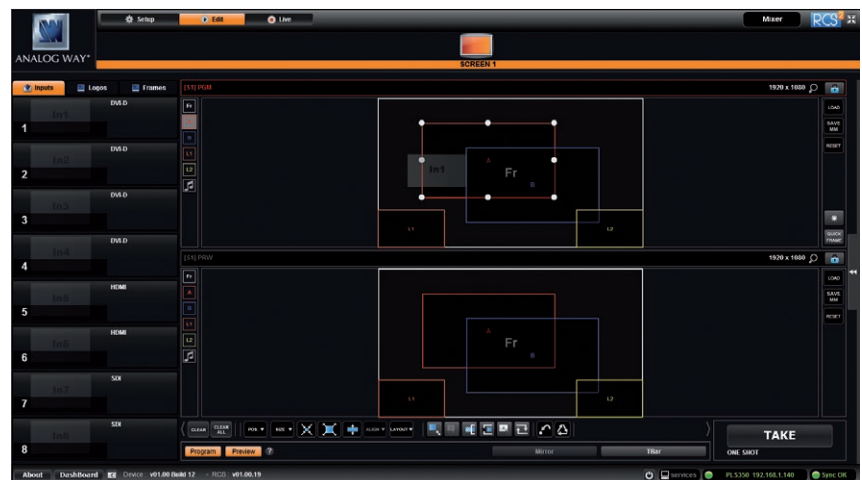 Setup
Edit
Live
Mixer
RCS²
ANALOG WAY®
SCREEN 1
Inputs
Logos
Frames
In1
DVI-D
1
In2
DVI-D
2
In3
DVI-D
3
In4
DVI-D
4
In5
HDMI
5
In6
HDMI
6
In7
SDI
7
In8
SDI
8
[S1] PGM
1920 x 1080
Fr
A
B
L1
L2
In1
A
Fr
B
L1
L2
LOAD
SAVE
MM
RESET
QUICK
FRAME
[S1] PRW
1920 x 1080
Fr
A
B
L1
L2
A
Fr
B
L1
L2
LOAD
SAVE
MM
RESET
CLEAR
CLEAR
ALL
POS
SIZE
ALIGN
LAYOUT
Program
Preview
?
Mirror
TBar
TAKE
ONE SHOT
About
DashBoard
Device : v01.00 Build 12 - RCS : v01.00.19
services
PLS350 192.168.1.140
Sync OK